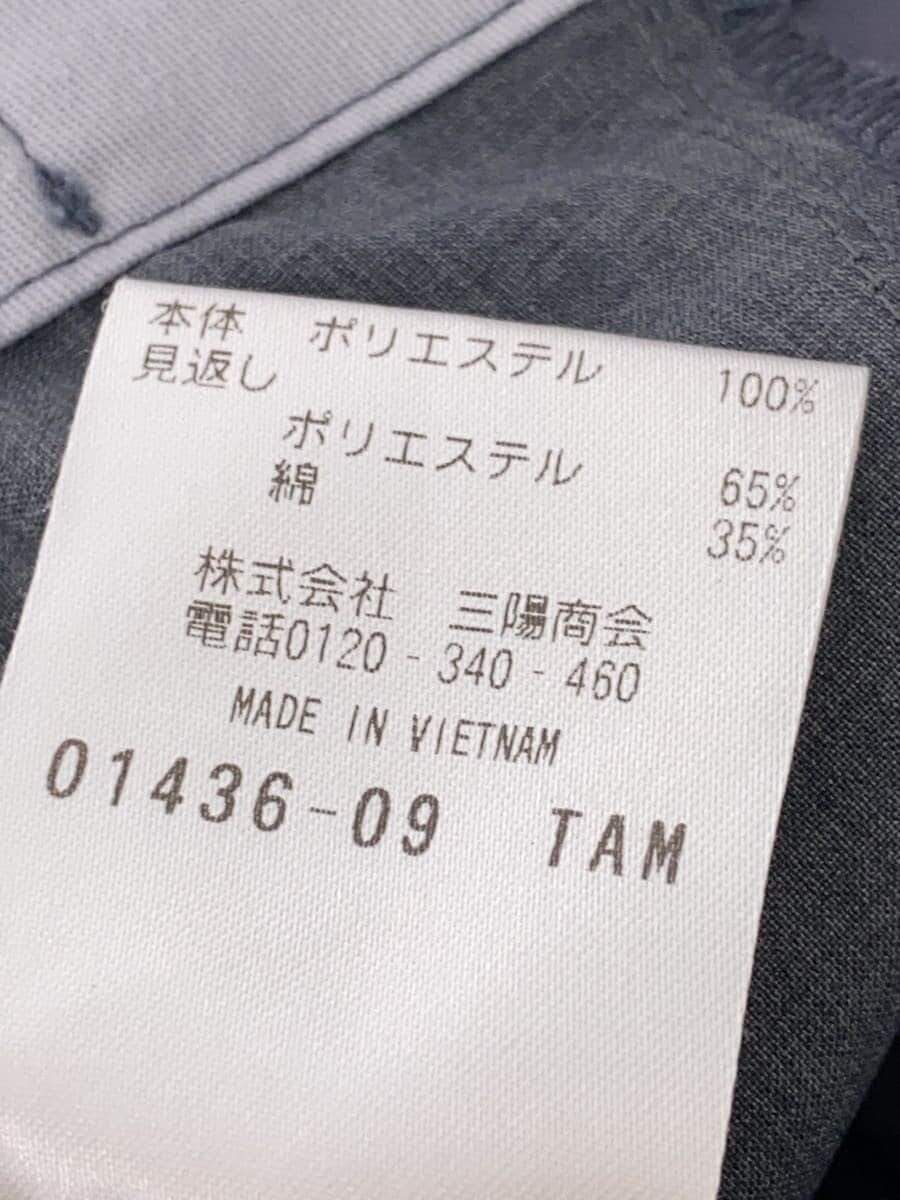 本体 ポリエステル 100%
見返し
ポリエステル 65%
綿 35%
株式会社 三陽商会
電話0120-340-460
MADE IN VIETNAM
01436-09 TAM